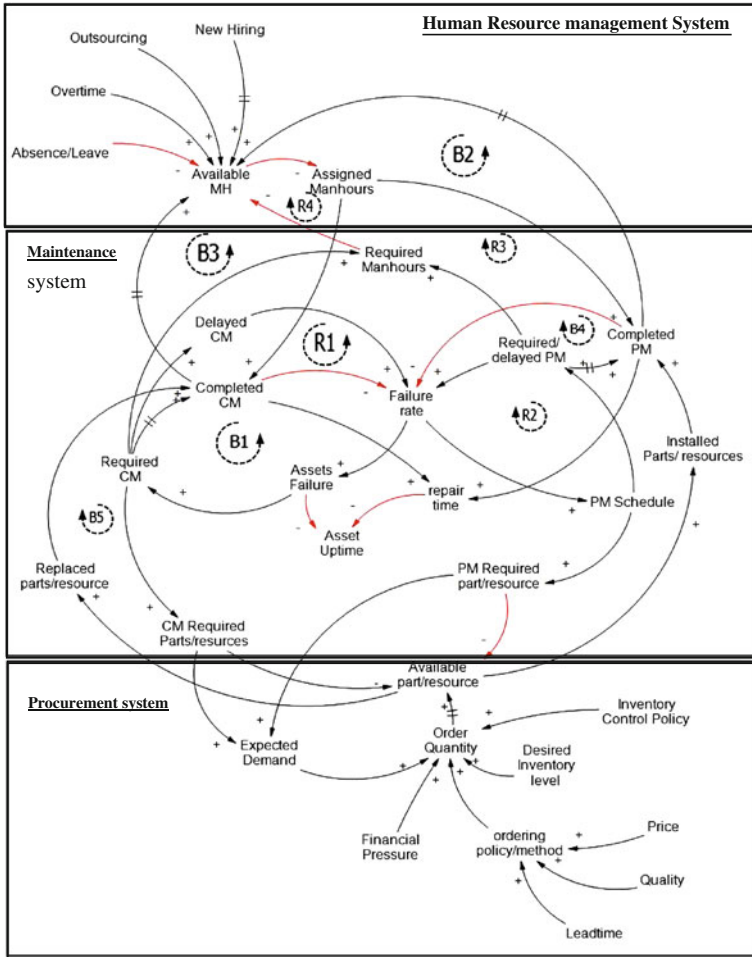 Human Resource management System
New Hiring
Outsourcing
Overtime
Absence/Leave
Available
MH
Assigned
Manhours
B2
R4
Maintenance
system
B3
Required
Manhours
R3
Delayed
CM
R1
Required/
delayed PM
B4
Completed
PM
Completed
CM
Failure
rate
R2
B1
Required
CM
Assets
Failure
repair
time
Installed
Parts/ resources
PM Schedule
B5
Asset
Uptime
Replaced
parts/resource
PM Required
part/resource
CM Required
Parts/resurces
Procurement system
Available
part/resource
Inventory
Control Policy
Order
Quantity
Expected
Demand
Desired
Inventory
level
Financial
Pressure
ordering
policy/method
Price
Quality
Leadtime